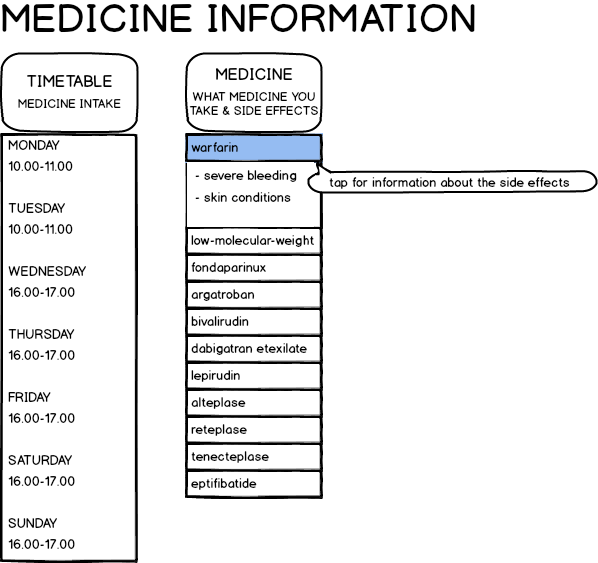 MEDICINE INFORMATION
TIMETABLE
MEDICINE INTAKE
MONDAY
10.00-11.00
TUESDAY
10.00-11.00
WEDNESDAY
16.00-17.00
THURSDAY
16.00-17.00
FRIDAY
16.00-17.00
SATURDAY
16.00-17.00
SUNDAY
16.00-17.00
MEDICINE
WHAT MEDICINE YOU
TAKE & SIDE EFFECTS
warfarin
- severe bleeding
- skin conditions
tap for information about the side effects
low-molecular-weight
fondaparinux
argatroban
bivalirudin
dabigatran etexilate
lepirudin
alteplase
reteplase
tenecteplase
eptifibatide